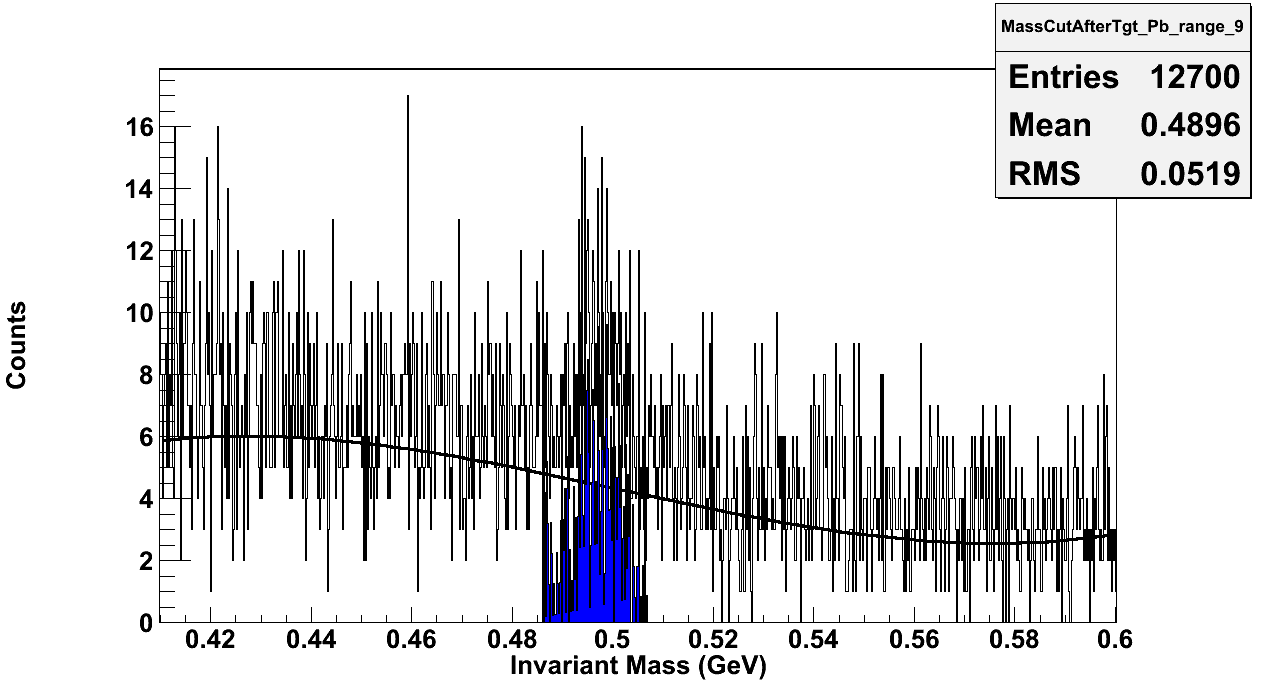 MassCutAfterTgt_Pb_range_9
Entries 12700
Mean 0.4896
RMS 0.0519
Counts
16
14
12
10
8
6
4
2
0
0.42 0.44 0.46 0.48 0.5 0.52 0.54 0.56 0.58 0.6
Invariant Mass (GeV)